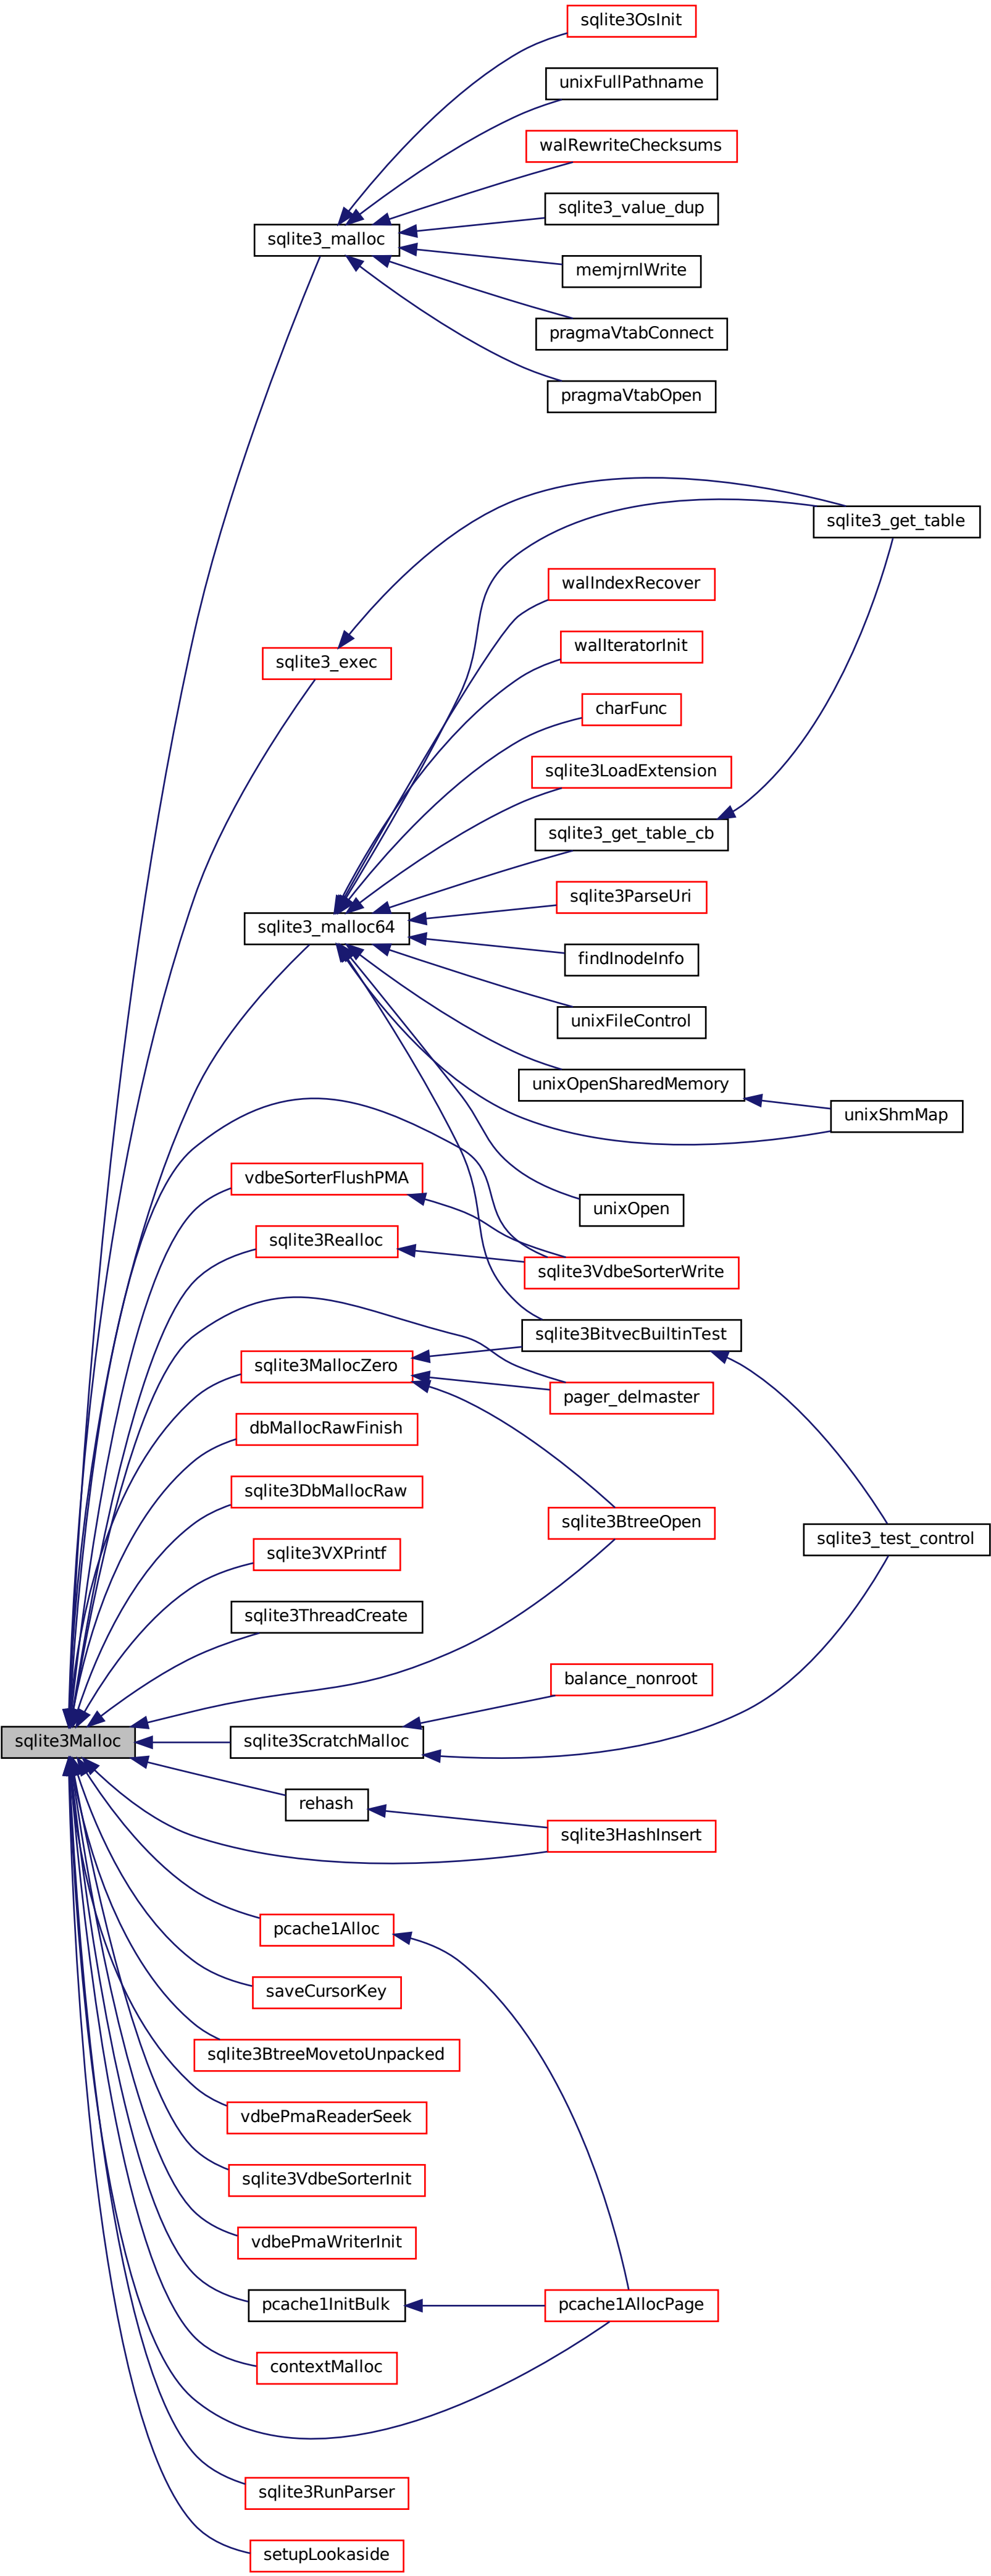 sqlite3OsInit
unixFullPathname
walRewriteChecksums
sqlite3_value_dup
sqlite3_malloc
memjrnlWrite
pragmaVtabConnect
pragmaVtabOpen
sqlite3_get_table
walIndexRecover
walIteratorInit
sqlite3_exec
charFunc
sqlite3LoadExtension
sqlite3_get_table_cb
sqlite3ParseUri
sqlite3_malloc64
findInodeInfo
unixFileControl
unixOpenSharedMemory
unixShmMap
vdbeSorterFlushPMA
unixOpen
sqlite3Realloc
sqlite3VdbeSorterWrite
sqlite3BitvecBuiltinTest
sqlite3MallocZero
pager_delmaster
dbMallocRawFinish
sqlite3DbMallocRaw
sqlite3BtreeOpen
sqlite3_test_control
sqlite3VXPrintf
sqlite3ThreadCreate
balance_nonroot
sqlite3Malloc
sqlite3ScratchMalloc
rehash
sqlite3HashInsert
pcache1Alloc
saveCursorKey
sqlite3BtreeMovetoUnpacked
vdbePmaReaderSeek
sqlite3VdbeSorterInit
vdbePmaWriterInit
pcache1InitBulk
pcache1AllocPage
contextMalloc
sqlite3RunParser
setupLookaside